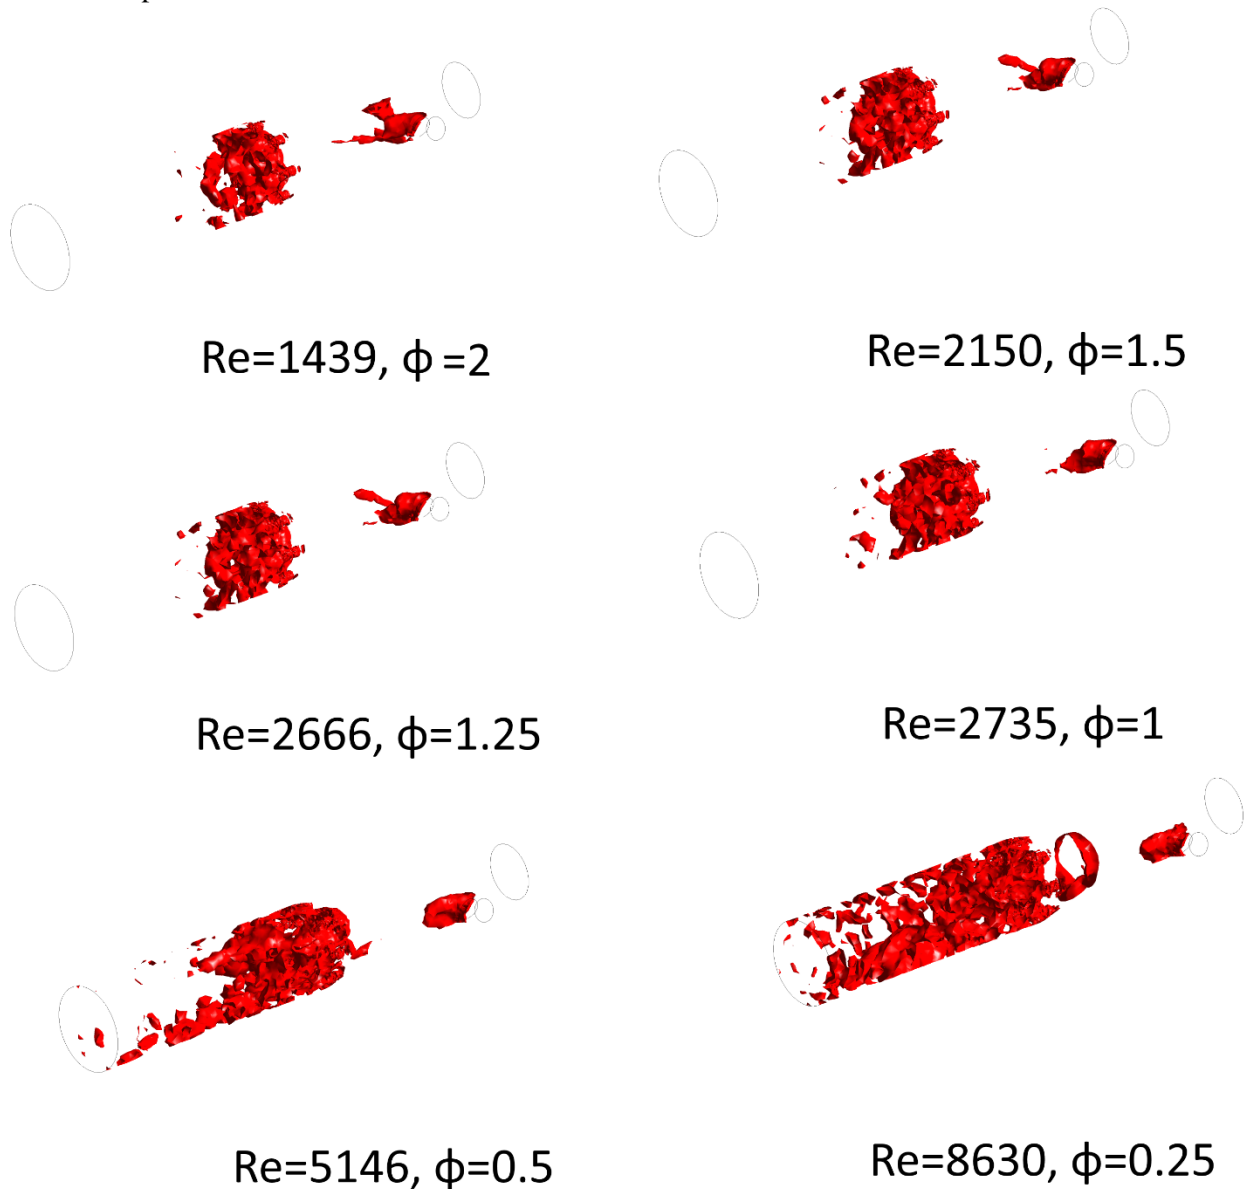 Re=1439, ϕ =2
Re=2150, ϕ=1.5
Re=2666, ϕ=1.25
Re=2735, ϕ=1
Re=5146, ϕ=0.5
Re=8630, ϕ=0.25